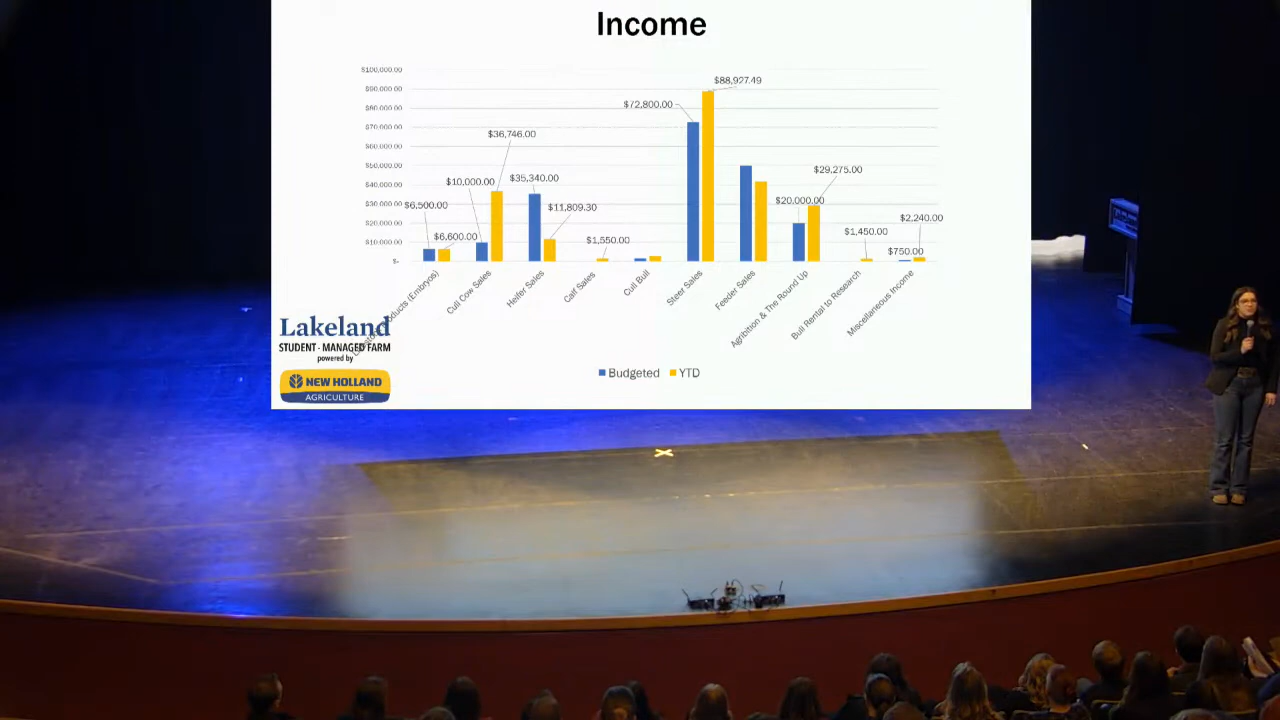 Income
$100,000.00
$90,000.00
$80,000.00
$70,000.00
$60,000.00
$50,000.00
$40,000.00
$30,000.00
$20,000.00
$10,000.00
$-
$6,500.00
$6,600.00
$10,000.00
$36,746.00
$35,340.00
$11,809.30
$1,550.00
$72,800.00
$88,927.49
$20,000.00
$29,275.00
$1,450.00
$750.00
$2,240.00
(Embryos)
Cull Cow Sales
Heifer Sales
Calf Sales
Cull Bull
Steer Sales
Feeder Sales
Agribition & The Round Up
Bull Rental to Research
Miscellaneous Income
Budgeted YTD
Lakeland
STUDENT-MANAGED FARM
powered by
NEW HOLLAND
AGRICULTURE